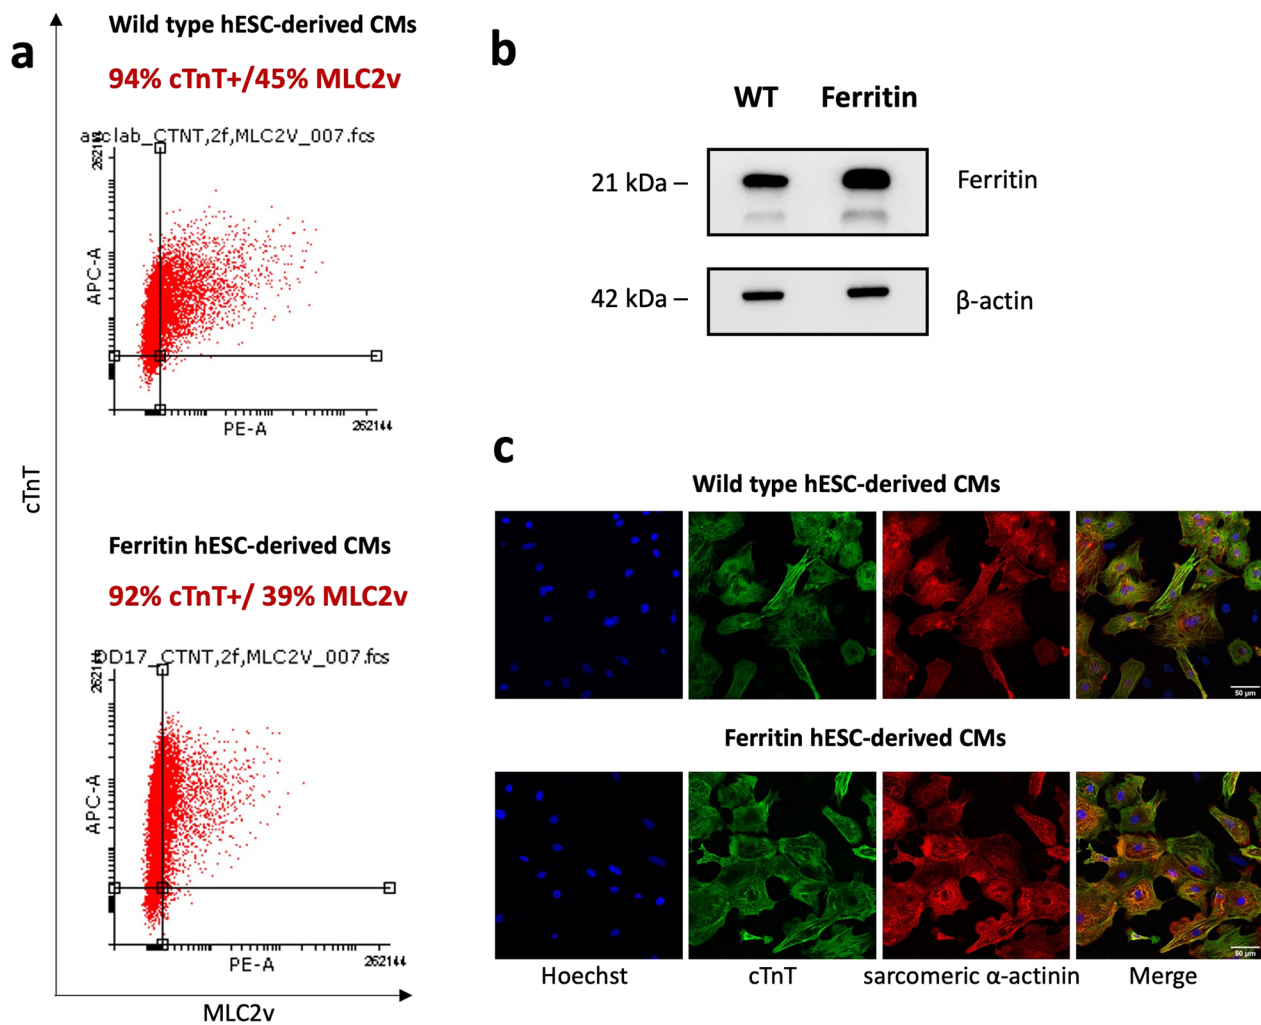 a
Wild type hESC-derived CMs
94% cTnT+/45% MLC2v
lab_CTNT,2f,MLC2V_007.fcs
APC-A
PE-A
cTnT
Ferritin hESC-derived CMs
92% cTnT+/ 39% MLC2v
DD17_CTNT,2f,MLC2V_007.fcs
APC-A
PE-A
MLC2v
b
WT Ferritin
21 kDa –
Ferritin
42 kDa –
β-actin
c
Wild type hESC-derived CMs
50 µm
Ferritin hESC-derived CMs
50 µm
Hoechst cTnT sarcomeric α-actinin Merge